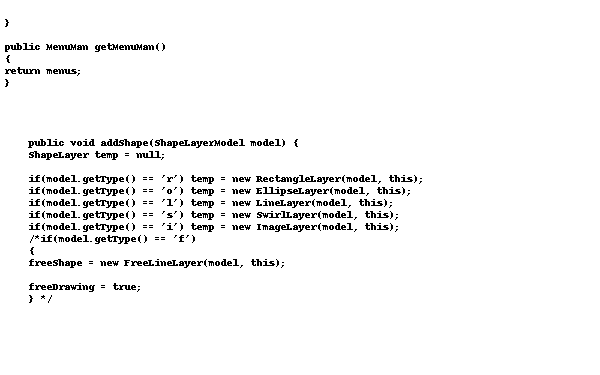 }
public MenuMan getMenuMan()
{
return menus;
}
public void addShape(ShapeLayerModel model) {
ShapeLayer temp = null;
if(model.getType() == 'r') temp = new RectangleLayer(model, this);
if(model.getType() == 'o') temp = new EllipseLayer(model, this);
if(model.getType() == 'l') temp = new LineLayer(model, this);
if(model.getType() == 's') temp = new SwirlLayer(model, this);
if(model.getType() == 'i') temp = new ImageLayer(model, this);
/*if(model.getType() == 'f')
{
freeShape = new FreeLineLayer(model, this);
freeDrawing = true;
} */